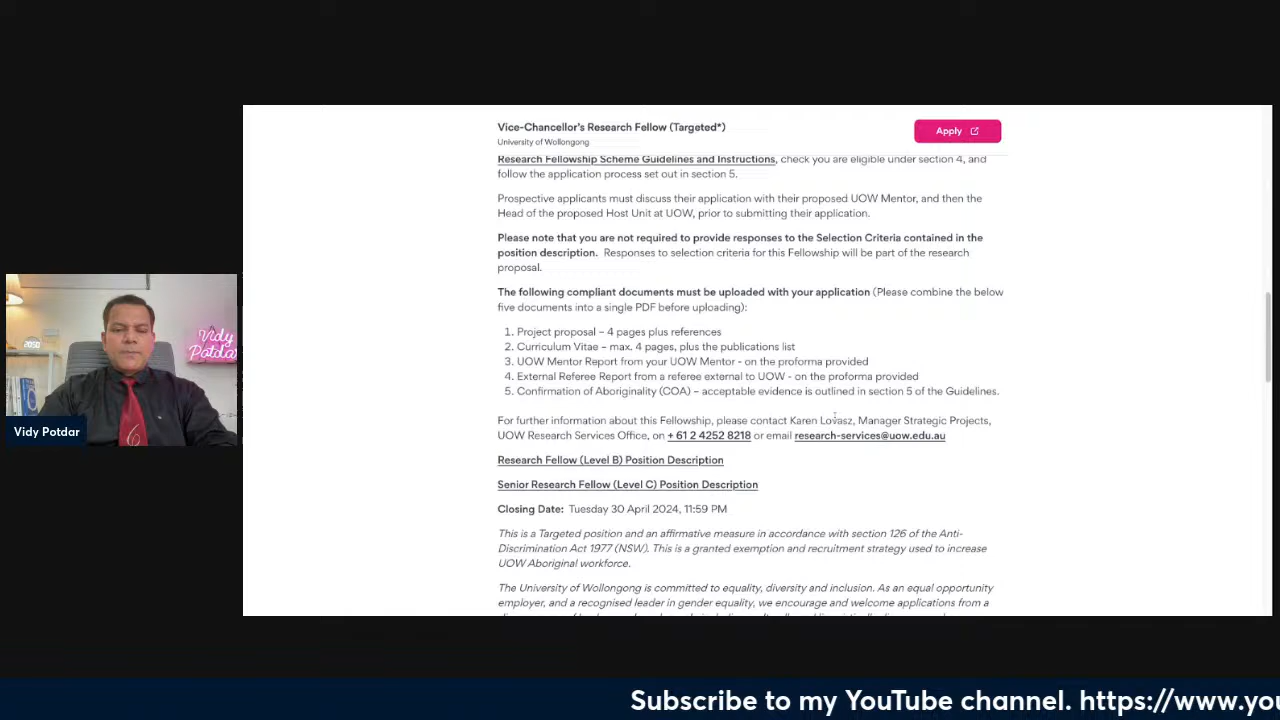 Vice-Chancellor's Research Fellow (Targeted*)
University of Wollongong
Apply
Research Fellowship Scheme Guidelines and Instructions, check you are eligible under section 4, and
follow the application process set out in section 5.
Prospective applicants must discuss their application with their proposed UOW Mentor, and then the
Head of the proposed Host Unit at UOW, prior to submitting their application.
Please note that you are not required to provide responses to the Selection Criteria contained in the
position description. Responses to selection criteria for this Fellowship will be part of the research
proposal.
The following compliant documents must be uploaded with your application (Please combine the below
five documents into a single PDF before uploading):
1. Project proposal – 4 pages plus references
2. Curriculum Vitae – max. 4 pages, plus the publications list
3. UOW Mentor Report from your UOW Mentor - on the proforma provided
4. External Referee Report from a referee external to UOW - on the proforma provided
5. Confirmation of Aboriginality (COA) – acceptable evidence is outlined in section 5 of the Guidelines.
For further information about this Fellowship, please contact Karen Lovasz, Manager Strategic Projects,
UOW Research Services Office, on + 61 2 4252 8218 or email research-services@uow.edu.au
Research Fellow (Level B) Position Description
Senior Research Fellow (Level C) Position Description
Closing Date: Tuesday 30 April 2024, 11:59 PM
This is a Targeted position and an affirmative measure in accordance with section 126 of the Anti-
Discrimination Act 1977 (NSW). This is a granted exemption and recruitment strategy used to increase
UOW Aboriginal workforce.
The University of Wollongong is committed to equality, diversity and inclusion. As an equal opportunity
employer, and a recognised leader in gender equality, we encourage and welcome applications from a
Vidy
Potdar
Vidy Potdar
Subscribe to my YouTube channel. https://www.you